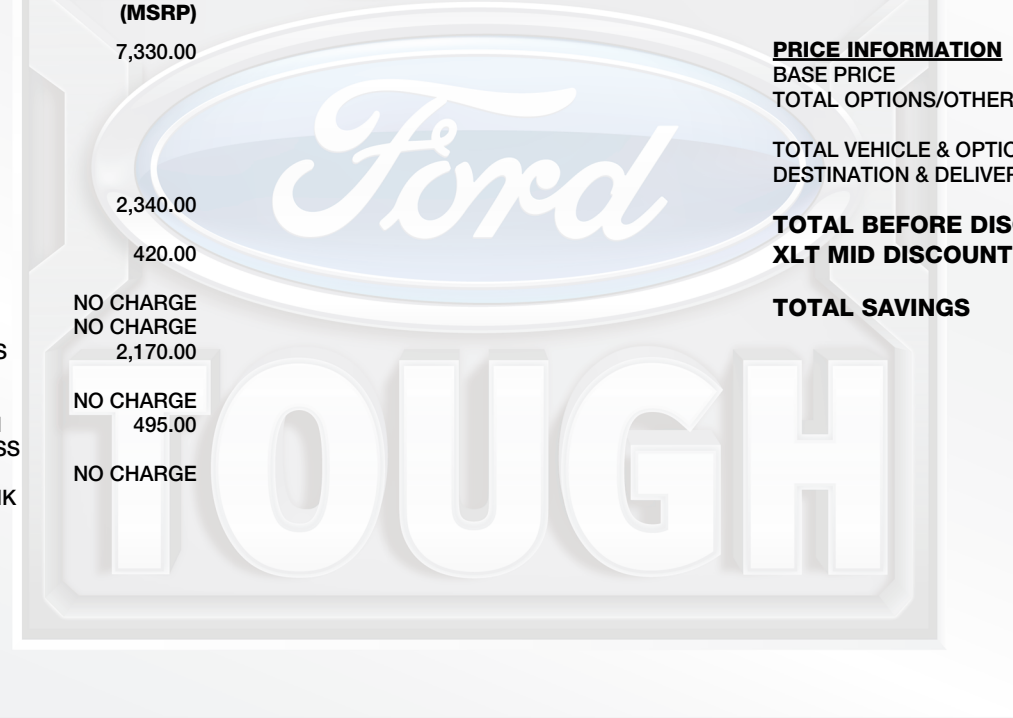 (MSRP)
7,330.00
2,340.00
420.00
NO CHARGE
NO CHARGE
S 2,170.00
NO CHARGE
495.00
SS
NO CHARGE
IK
PRICE INFORMATION
BASE PRICE
TOTAL OPTIONS/OTHER
TOTAL VEHICLE & OPTIO
DESTINATION & DELIVER
TOTAL BEFORE DIS
XLT MID DISCOUNT
TOTAL SAVINGS
Ford
TOUGH